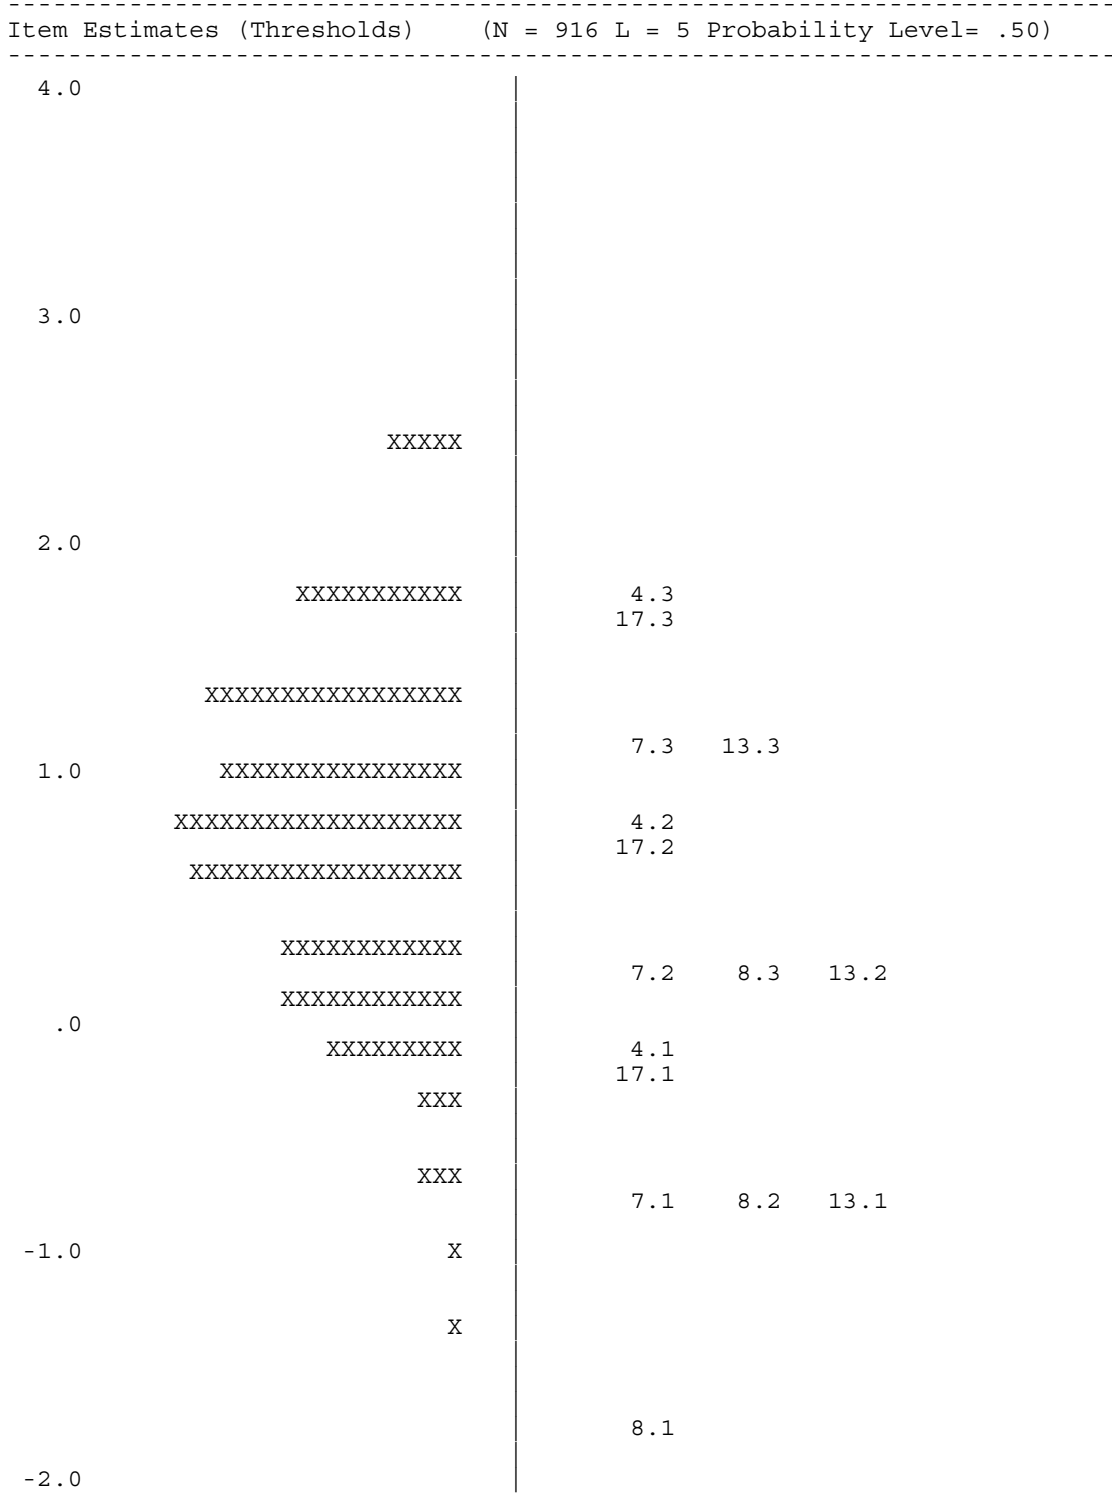 --------------------------------------------------------------------------
Item Estimates (Thresholds) (N = 916 L = 5 Probability Level= .50)
--------------------------------------------------------------------------
4.0 |
3.0
XXXXX
2.0
XXXXXXXXXXX 4.3
17.3
XXXXXXXXXXXXXXXXX
7.3 13.3
1.0 XXXXXXXXXXXXXXXX
XXXXXXXXXXXXXXXXXXX 4.2
17.2
XXXXXXXXXXXXXXXXXX
XXXXXXXXXXXX
7.2 8.3 13.2
XXXXXXXXXXXX
.0
XXXXXXXXX 4.1
17.1
XXX
XXX
7.1 8.2 13.1
-1.0 X
X
8.1
-2.0